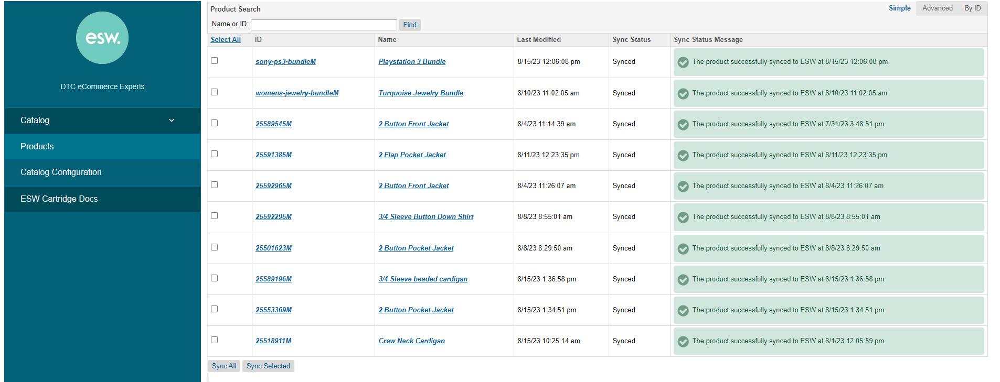 esw.
DTC eCommerce Experts
Catalog
Products
Catalog Configuration
ESW Cartridge Docs
Product Search
Simple Advanced By ID
Name or ID: Find
Select All ID Name Last Modified Sync Status Sync Status Message
sony-ps3-bundleM Playstation 3 Bundle 8/15/23 12:06:08 pm Synced The product successfully synced to ESW at 8/15/23 12:06:08 pm
womens-jewelry-bundleM Turquoise Jewelry Bundle 8/10/23 11:02:05 am Synced The product successfully synced to ESW at 8/10/23 11:02:05 am
25589545M 2 Button Front Jacket 8/4/23 11:14:39 am Synced The product successfully synced to ESW at 7/31/23 3:48:51 pm
25591385M 2 Flap Pocket Jacket 8/11/23 12:23:35 pm Synced The product successfully synced to ESW at 8/11/23 12:23:35 pm
25592965M 2 Button Front Jacket 8/4/23 11:26:07 am Synced The product successfully synced to ESW at 8/4/23 11:26:07 am
25592295M 3/4 Sleeve Button Down Shirt 8/8/23 8:55:01 am Synced The product successfully synced to ESW at 8/8/23 8:55:01 am
25501623M 2 Button Pocket Jacket 8/8/23 8:29:50 am Synced The product successfully synced to ESW at 8/8/23 8:29:50 am
25589196M 3/4 Sleeve beaded cardigan 8/15/23 1:36:58 pm Synced The product successfully synced to ESW at 8/15/23 1:36:58 pm
25553369M 2 Button Pocket Jacket 8/15/23 1:34:51 pm Synced The product successfully synced to ESW at 8/15/23 1:34:51 pm
25518911M Crew Neck Cardigan 8/15/23 10:25:14 am Synced The product successfully synced to ESW at 8/1/23 12:05:59 pm
Sync All Sync Selected